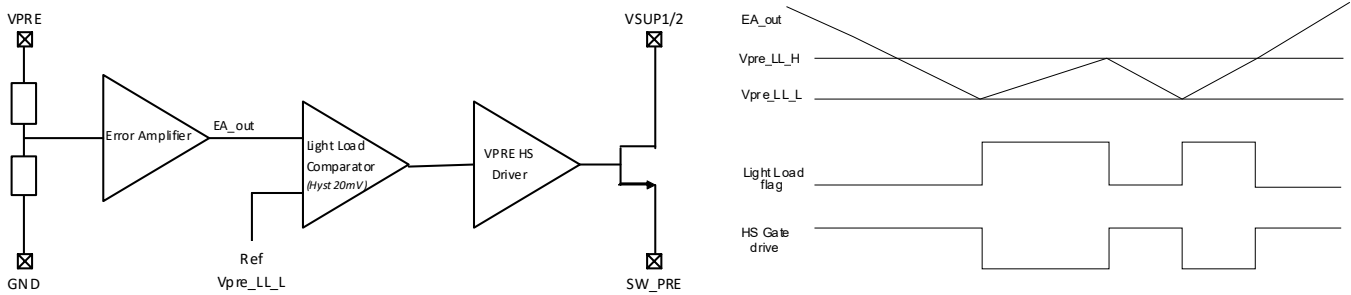 VPRE
VSUP1/2
Error Amplifier
EA_out
Light Load
Comparator
(Hyst 20mV)
VPRE HS
Driver
Ref
Vpre_LL_L
GND
SW_PRE
EA_out
Vpre_LL_H
Vpre_LL_L
Light Load
flag
HS Gate
drive